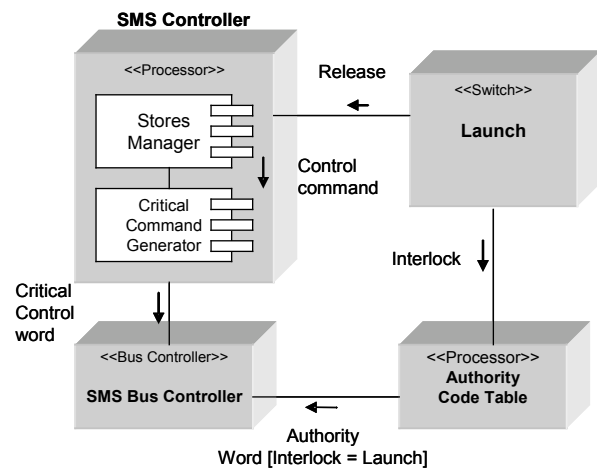 SMS Controller
<<Processor>>
Stores
Manager
Critical
Command
Generator
Control
command
Release
<<Switch>>
Launch
Interlock
Critical
Control
word
<<Bus Controller>>
SMS Bus Controller
<<Processor>>
Authority
Code Table
Authority
Word [Interlock = Launch]